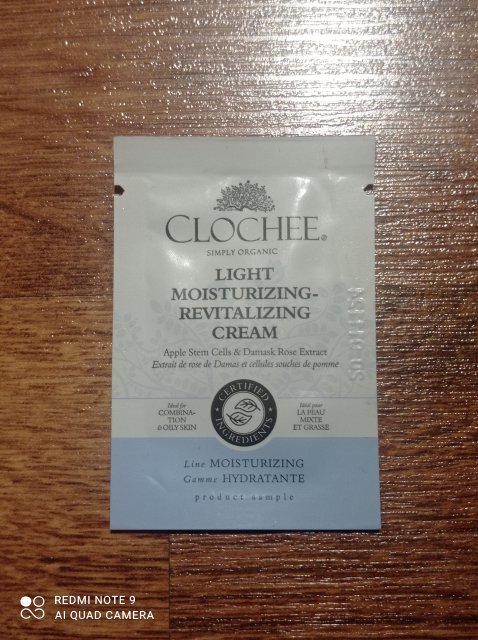 CLOCHEE®
SIMPLY ORGANIC
LIGHT
MOISTURIZING-
REVITALIZING
CREAM
Apple Stem Cells & Damask Rose Extract
Extrait de rose de Damas et cellules souches de pomme
Ideal for
COMBINA-
TION
& OILY SKIN
CERTIFIED
INGREDIENTS
Idéal pour
LA PEAU
MIXTE
ET GRASSE
Line MOISTURIZING
Gamme HYDRATANTE
product sample
REDMI NOTE 9
AI QUAD CAMERA